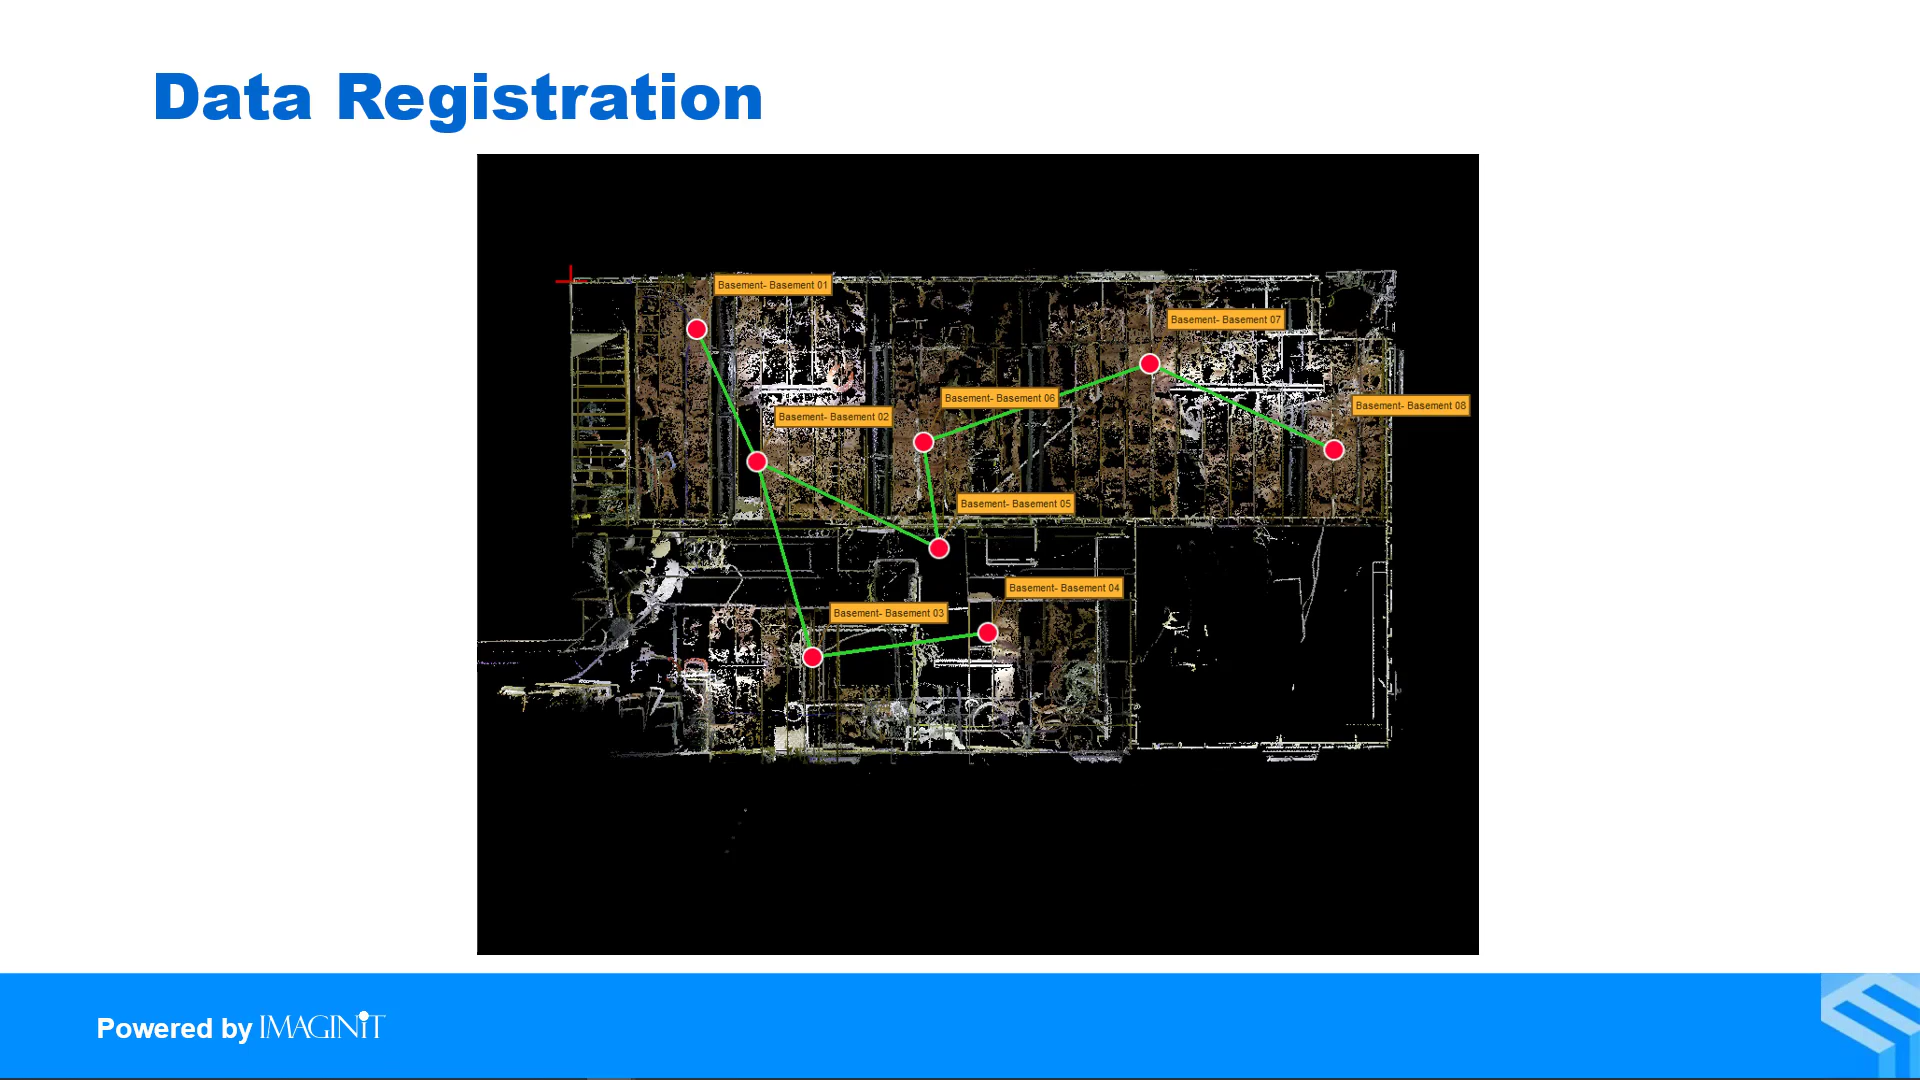 Data Registration
Basement- Basement 01
Basement- Basement 07
Basement- Basement 06
Basement- Basement 08
Basement- Basement 02
Basement- Basement 05
Basement- Basement 04
Basement- Basement 03
Powered by IMAGINiT